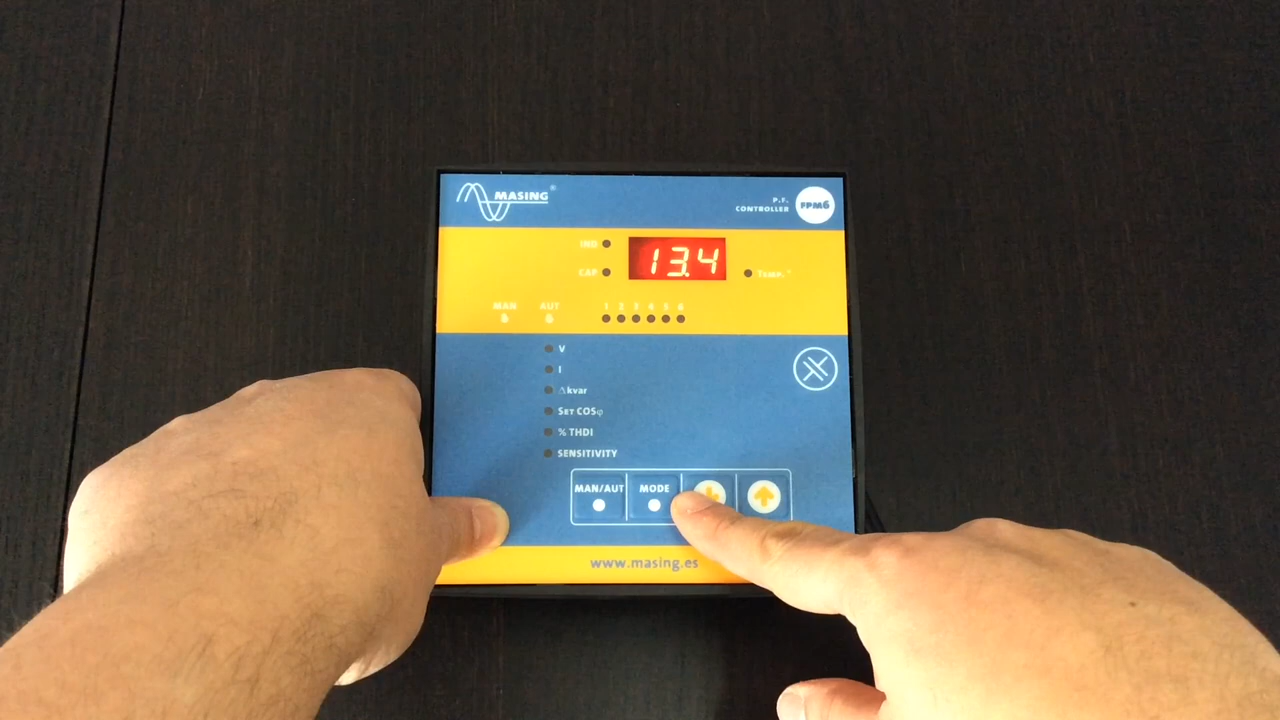 MASING®
P.F.
CONTROLLER
FPM6
IND
13.4
CAP
TEMP.°
MAN AUT
1 2 3 4 5 6
V
I
Δkvar
SET COSφ
% THDI
SENSITIVITY
MAN/AUT MODE
www.masing.es